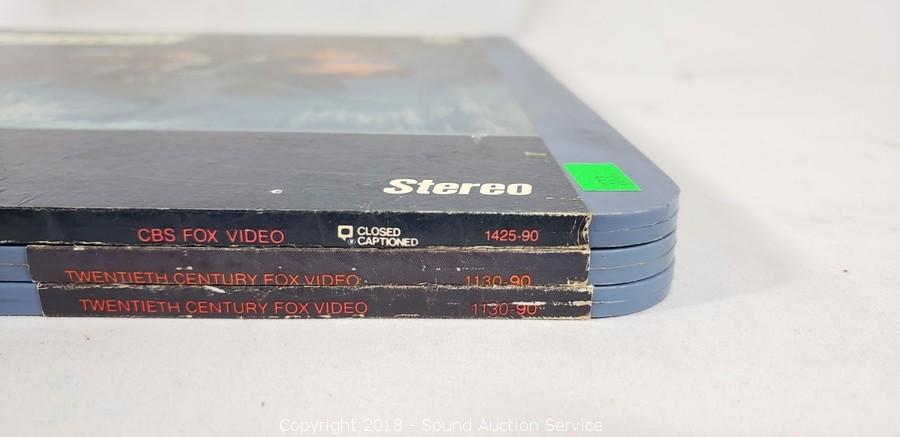 Stereo
CBS FOX VIDEO CLOSED CAPTIONED 1425-90
TWENTIETH CENTURY FOX VIDEO 1130-90
TWENTIETH CENTURY FOX VIDEO 1130-90
Copyright 2018 - Sound Auction Service